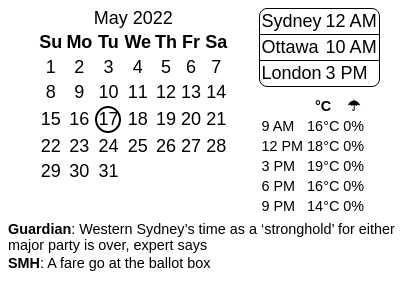 May 2022
Su Mo Tu We Th Fr Sa
1 2 3 4 5 6 7
8 9 10 11 12 13 14
15 16 17 18 19 20 21
22 23 24 25 26 27 28
29 30 31
Sydney 12 AM
Ottawa 10 AM
London 3 PM
°C ☂
9 AM 16°C 0%
12 PM 18°C 0%
3 PM 19°C 0%
6 PM 16°C 0%
9 PM 14°C 0%
Guardian: Western Sydney’s time as a ‘stronghold’ for either
major party is over, expert says
SMH: A fare go at the ballot box